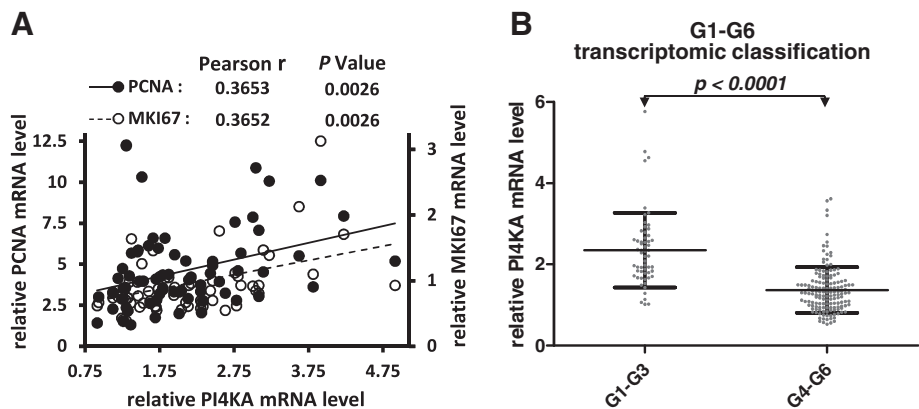 A
Pearson r P Value
PCNA : 0.3653 0.0026
MKI67 : 0.3652 0.0026
relative PCNA mRNA level
12.5
10
7.5
5
2.5
0
0.75 1.75 2.75 3.75 4.75
relative PI4KA mRNA level
3
2
1
0
relative MKI67 mRNA level
B
G1-G6
transcriptomic classification
p < 0.0001
relative PI4KA mRNA level
6
4
2
0
G1-G3
G4-G6